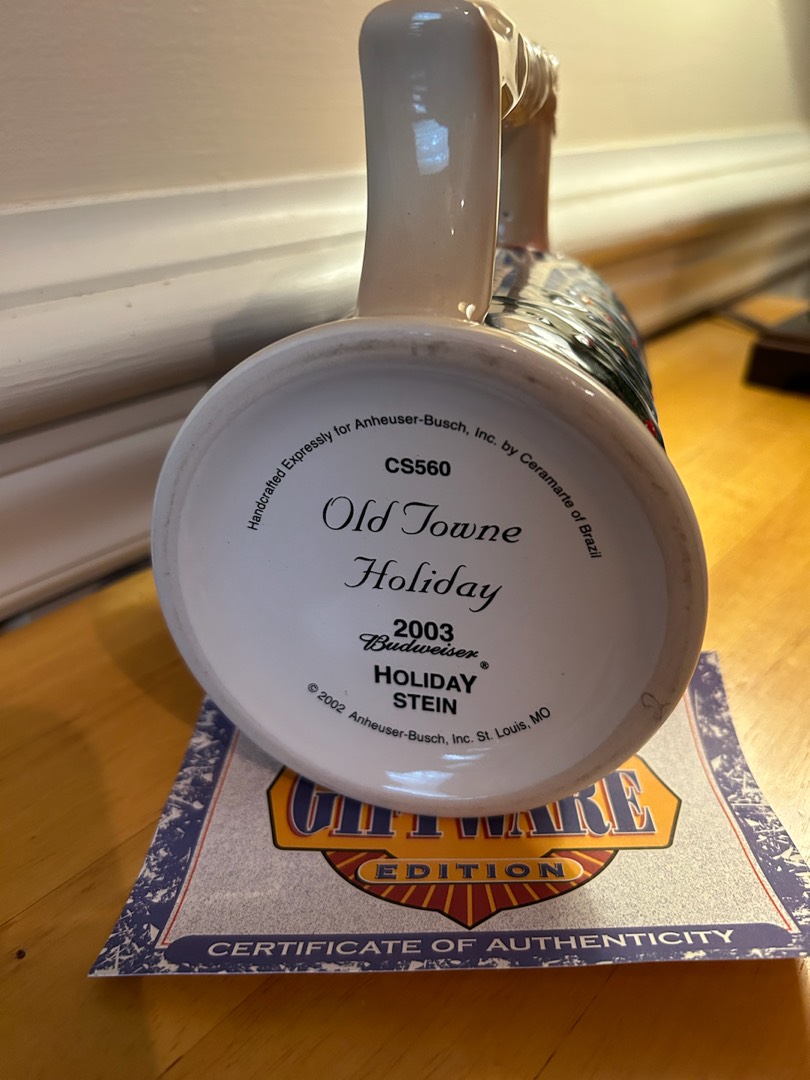 Handcrafted Expressly for Anheuser-Busch, Inc. by Ceramarte of Brazil
CS560
Old Towne
Holiday
2003
Budweiser®
HOLIDAY
STEIN
© 2002 Anheuser-Busch, Inc. St. Louis, MO
2
GIFTWARE
EDITION
CERTIFICATE OF AUTHENTICITY